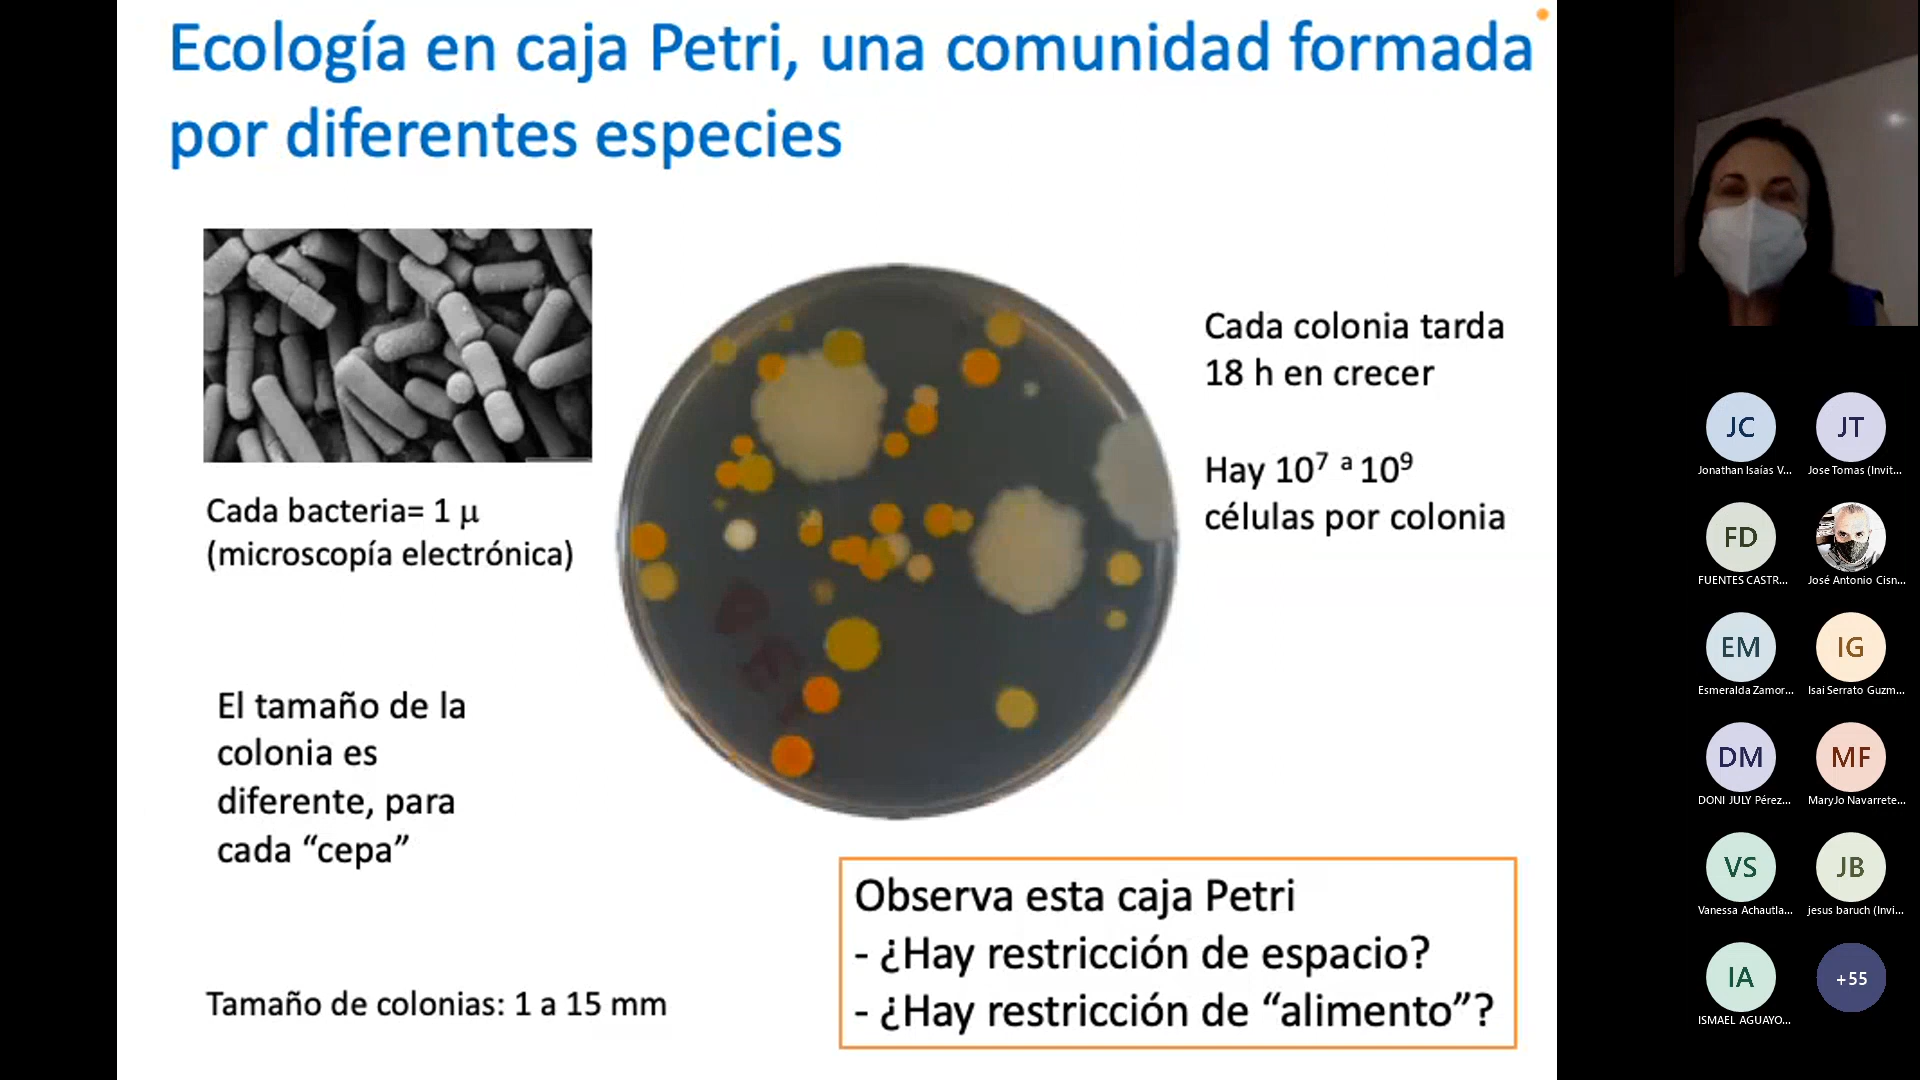 Ecología en caja Petri, una comunidad formada
por diferentes especies
Cada bacteria= 1 μ
(microscopía electrónica)
El tamaño de la
colonia es
diferente, para
cada “cepa”
Tamaño de colonias: 1 a 15 mm
Cada colonia tarda
18 h en crecer
Hay 10⁷ ᵃ 10⁹
células por colonia
Observa esta caja Petri
- ¿Hay restricción de espacio?
- ¿Hay restricción de “alimento”?
JC
Jonathan Isaías V...
JT
Jose Tomas (Invit...
FD
FUENTES CASTR...
José Antonio Cisn...
EM
Esmeralda Zamor...
IG
Isai Serrato Guzm...
DM
DONI JULY Pérez...
MF
MaryJo Navarrete...
VS
Vanessa Achautla...
JB
jesus baruch (Invi...
IA
ISMAEL AGUAYO...
+55